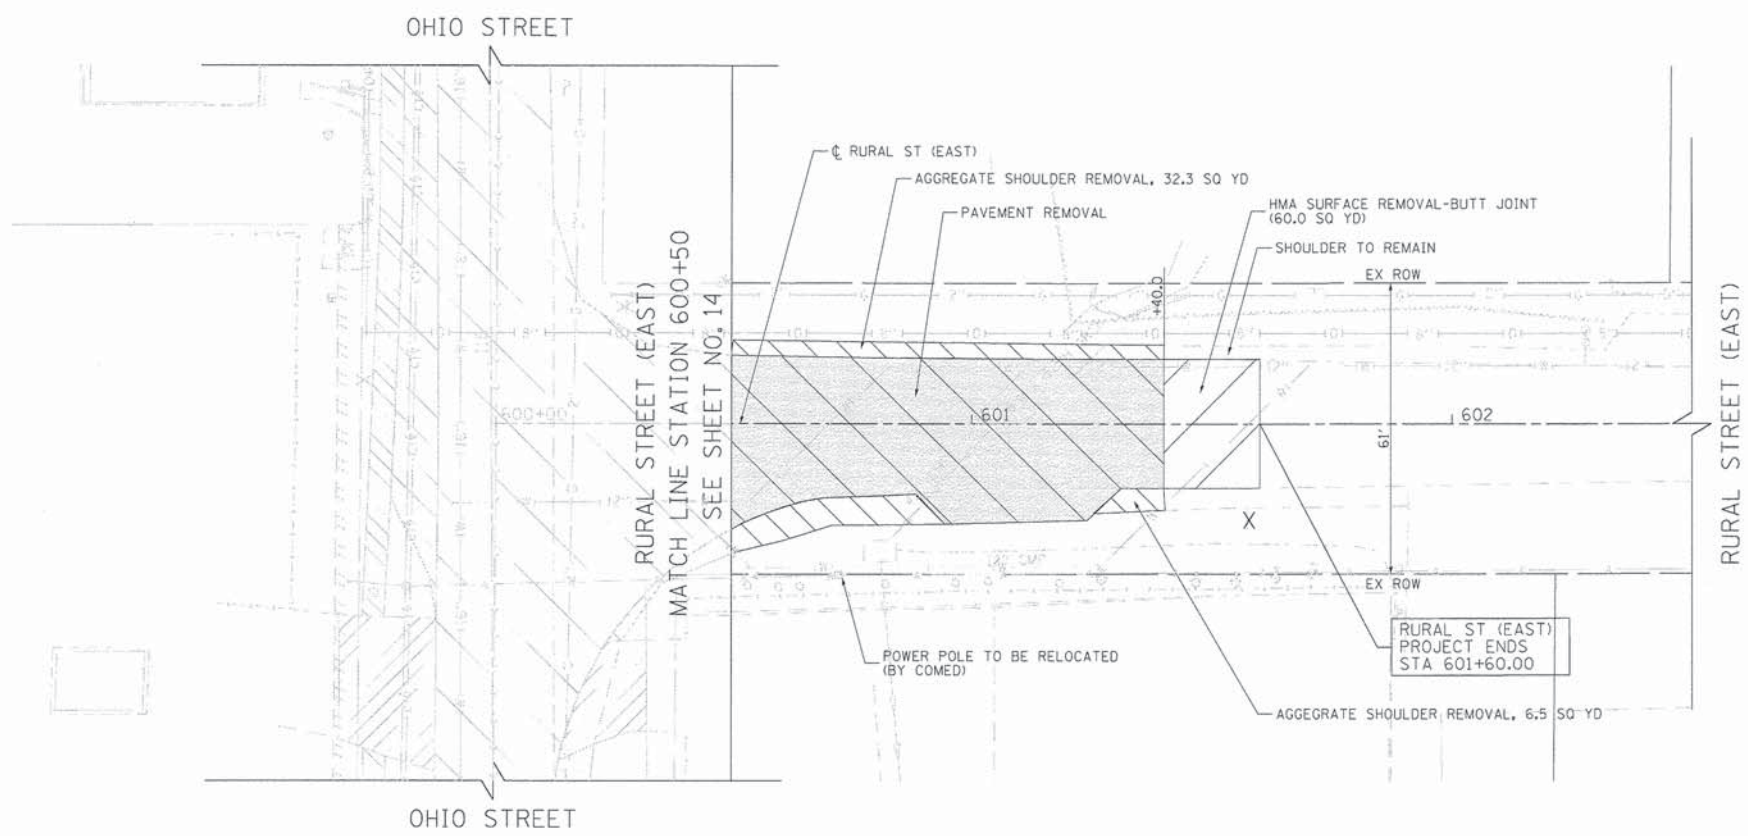 OHIO STREET
℄ RURAL ST (EAST)
AGGREGATE SHOULDER REMOVAL, 32.3 SQ YD
PAVEMENT REMOVAL
HMA SURFACE REMOVAL-BUTT JOINT
(60.0 SQ YD)
SHOULDER TO REMAIN
EX ROW
+40.0
RURAL STREET (EAST)
MATCH LINE STATION 600+50
SEE SHEET NO. 14
600+00
601
602
61'
RURAL STREET (EAST)
X
EX ROW
RURAL ST (EAST)
PROJECT ENDS
STA 601+60.00
POWER POLE TO BE RELOCATED
(BY COMED)
AGGEGRATE SHOULDER REMOVAL, 6.5 SQ YD
OHIO STREET